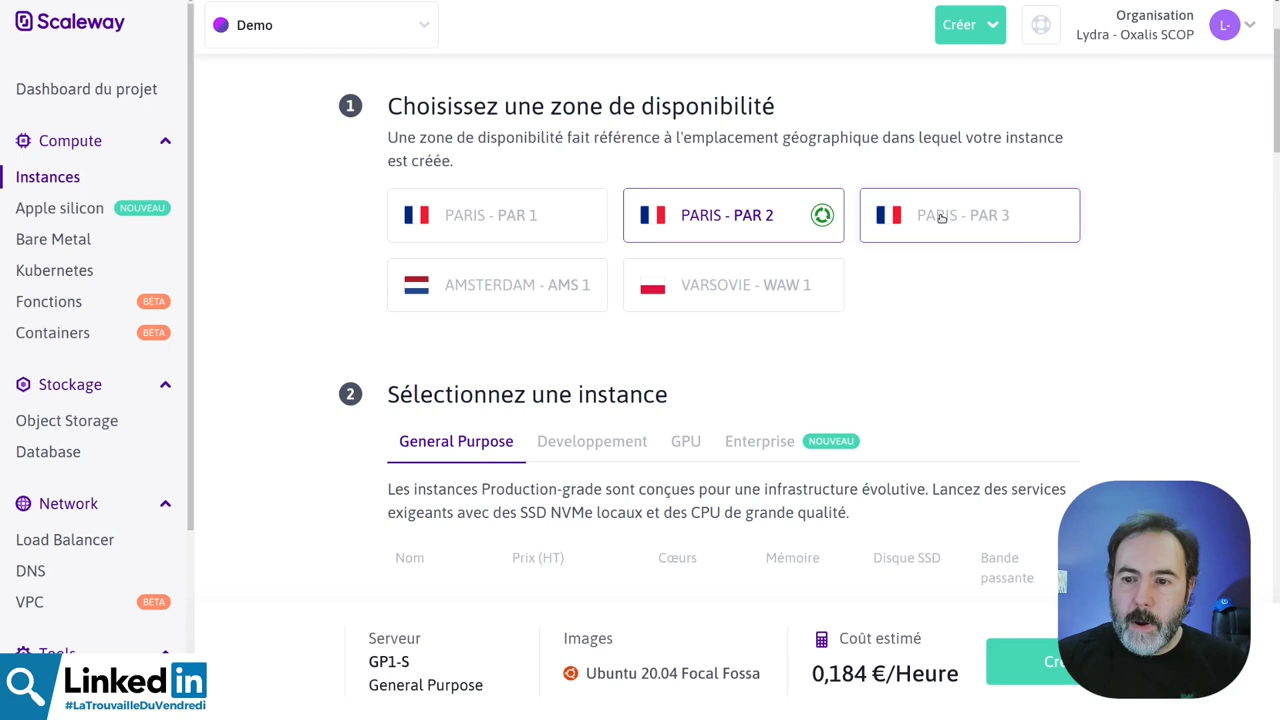 Scaleway
Demo
Créer
Organisation
Lydra - Oxalis SCOP
L-
Dashboard du projet
Compute
Instances
Apple silicon NOUVEAU
Bare Metal
Kubernetes
Fonctions BÊTA
Containers BÊTA
Stockage
Object Storage
Database
Network
Load Balancer
DNS
VPC BÊTA
Tools
1 Choisissez une zone de disponibilité
Une zone de disponibilité fait référence à l'emplacement géographique dans lequel votre instance
est créée.
PARIS - PAR 1
PARIS - PAR 2
PARIS - PAR 3
AMSTERDAM - AMS 1
VARSOVIE - WAW 1
2 Sélectionnez une instance
General Purpose Developpement GPU Enterprise NOUVEAU
Les instances Production-grade sont conçues pour une infrastructure évolutive. Lancez des services
exigeants avec des SSD NVMe locaux et des CPU de grande qualité.
Nom Prix (HT) Cœurs Mémoire Disque SSD Bande
passante
Serveur
GP1-S
General Purpose
Images
Ubuntu 20.04 Focal Fossa
Coût estimé
0,184 €/Heure
Linked in
#LaTrouvailleDuVendredi